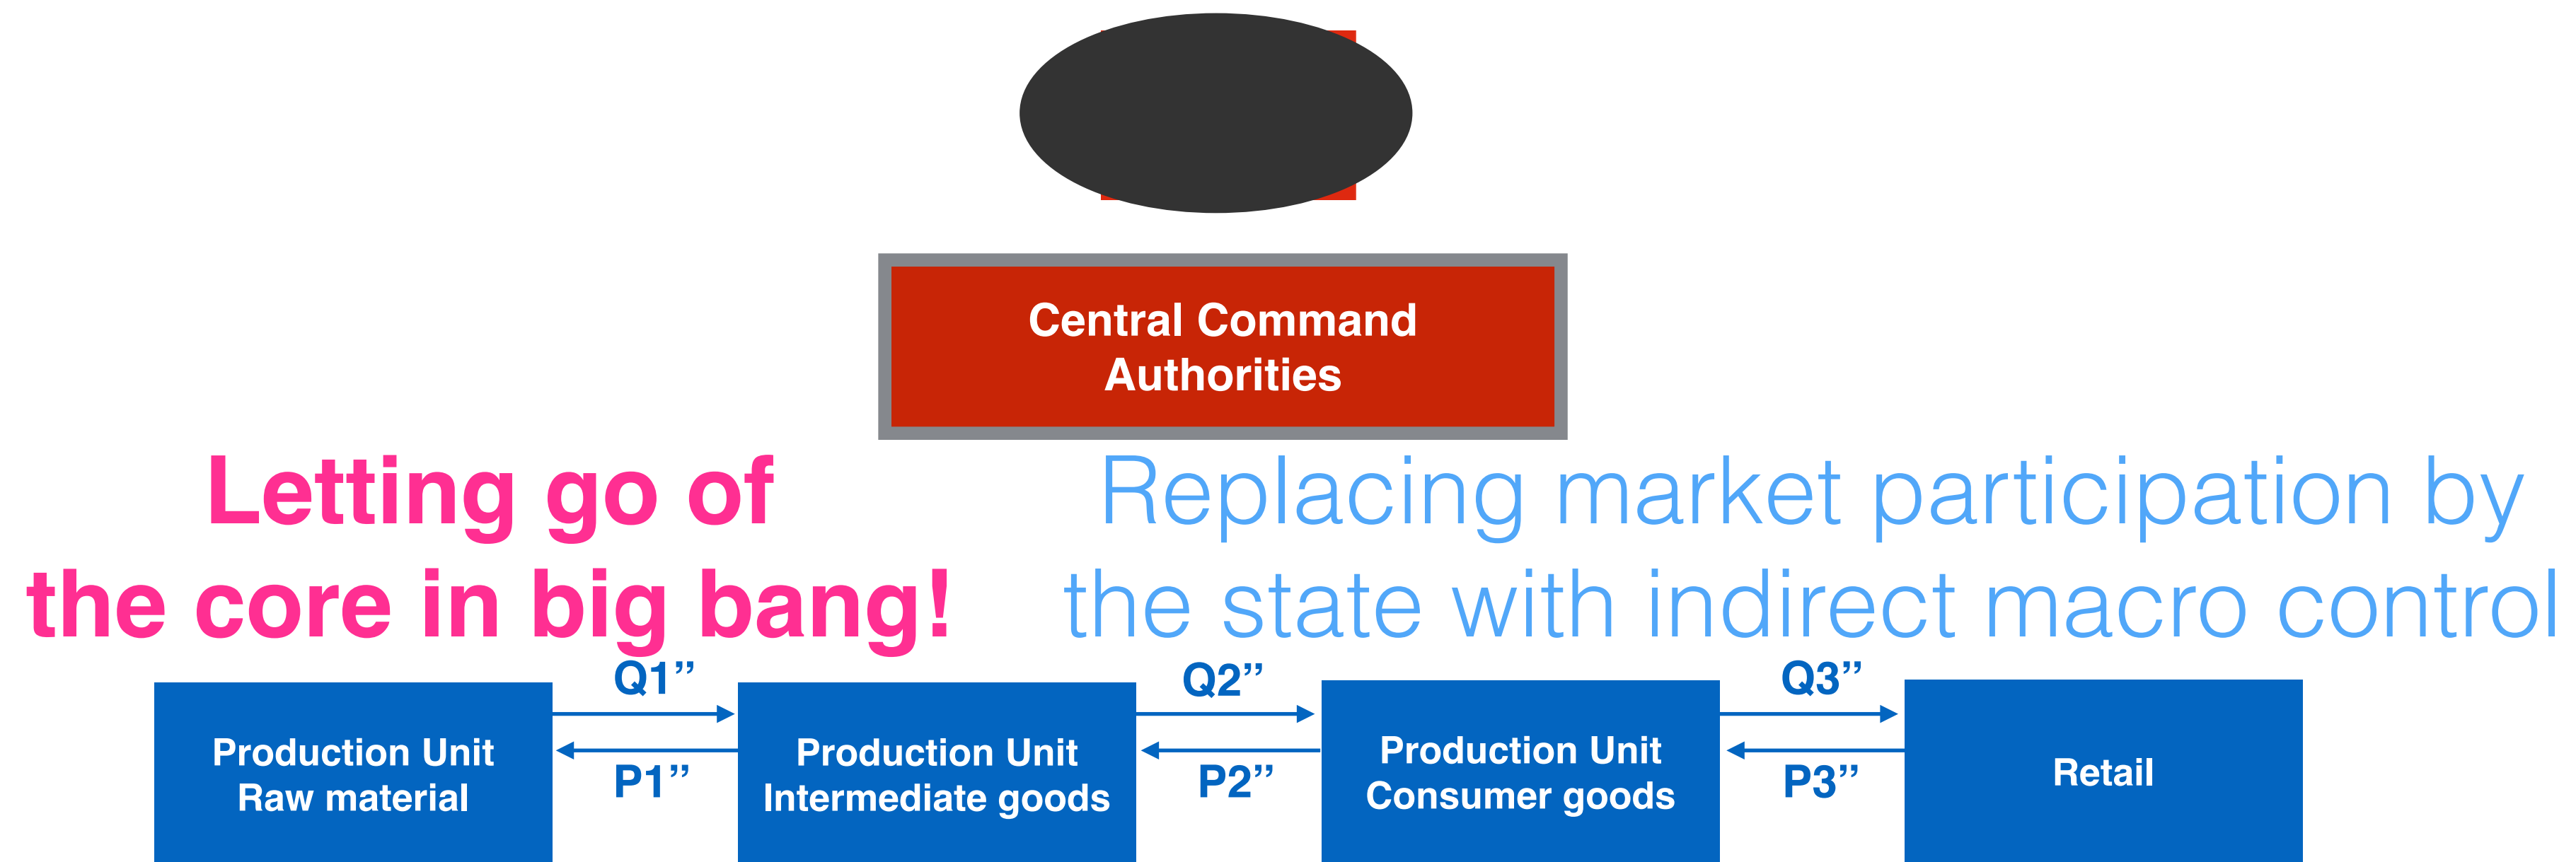 Central Command
Authorities
Letting go of
the core in big bang!
Replacing market participation by
the state with indirect macro control
Q1”
Q2”
Q3”
Production Unit
Raw material
P1”
Production Unit
Intermediate goods
P2”
Production Unit
Consumer goods
P3”
Retail